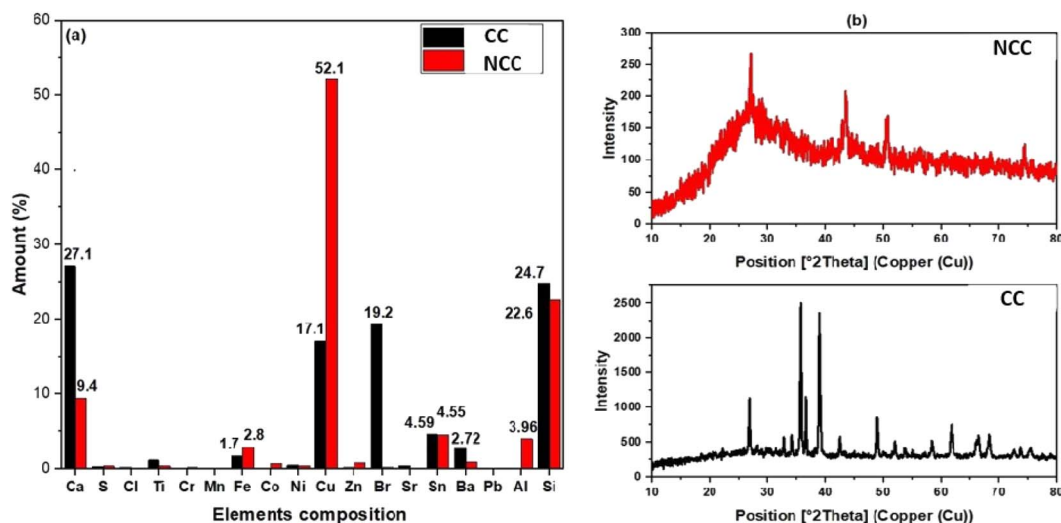 (a)
CC
NCC
60
50
40
30
20
10
0
Amount (%)
27.1
9.4
1.7
2.8
17.1
52.1
19.2
4.59
4.55
2.72
3.96
24.7
22.6
Ca S Cl Ti Cr Mn Fe Co Ni Cu Zn Br Sr Sn Ba Pb Al Si
Elements composition
(b)
NCC
300
250
200
150
100
50
0
Intensity
10 20 30 40 50 60 70 80
Position [°2Theta] (Copper (Cu))
CC
2500
2000
1500
1000
500
0
Intensity
10 20 30 40 50 60 70 80
Position [°2Theta] (Copper (Cu))